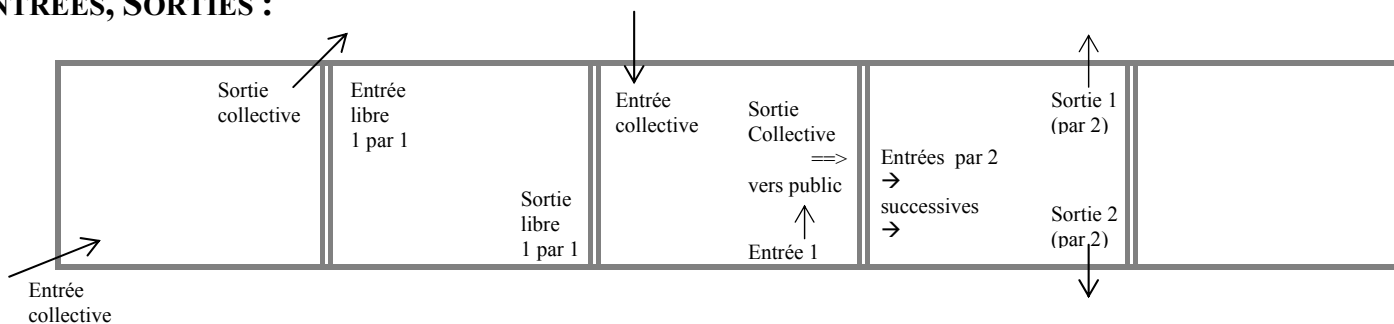 NTRÉES, SORTIES :
Sortie
collective
Entrée
collective
Entrée
libre
1 par 1
Sortie
libre
1 par 1
Entrée
collective
Sortie
Collective
==>
vers public
Entrée 1
Entrées par 2
→
successives
→
Sortie 1
(par 2)
Sortie 2
(par 2)